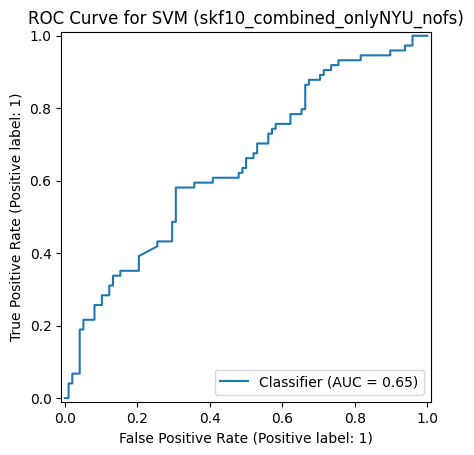 ROC Curve for SVM (skf10_combined_onlyNYU_nofs)
1.0
0.8
0.6
0.4
0.2
0.0
True Positive Rate (Positive label: 1)
Classifier (AUC = 0.65)
0.0 0.2 0.4 0.6 0.8 1.0
False Positive Rate (Positive label: 1)